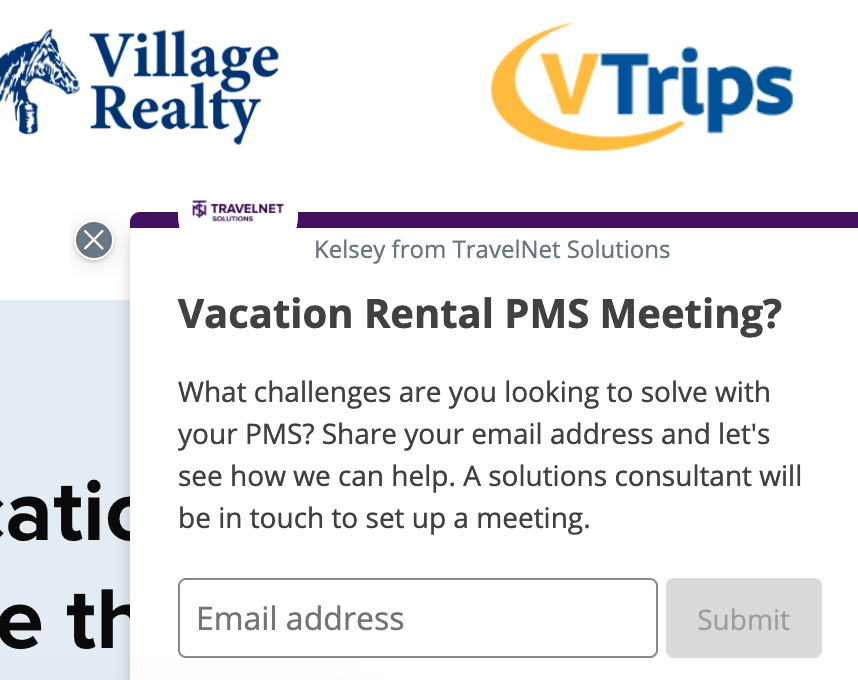 Village
Realty
VTrips
TRAVELNET
SOLUTIONS
Kelsey from TravelNet Solutions
Vacation Rental PMS Meeting?
What challenges are you looking to solve with
your PMS? Share your email address and let's
see how we can help. A solutions consultant will
be in touch to set up a meeting.
catio
e th
Email address
Submit